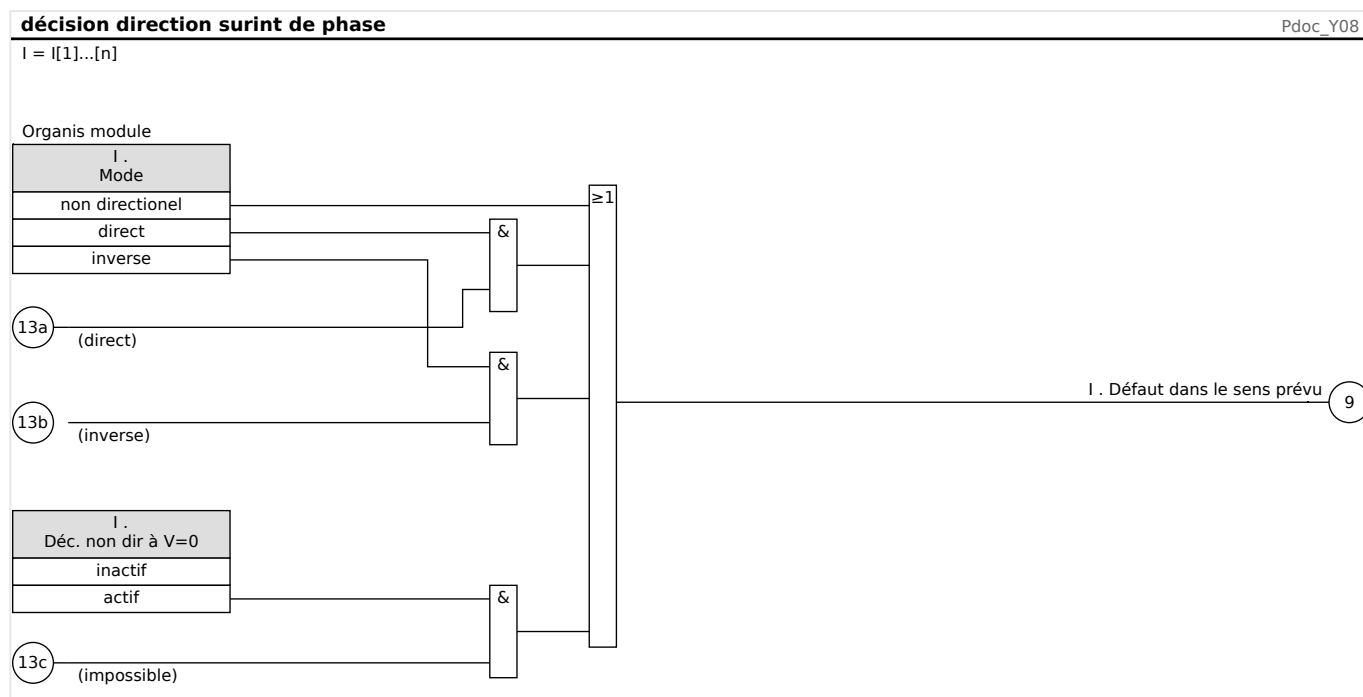 décision direction surint de phase
Pdoc_Y08
I = I[1]...[n]
Organis module
I .
Mode
non directionel
direct
inverse
≥1
&
13a
(direct)
&
I . Défaut dans le sens prévu
9
13b
(inverse)
I .
Déc. non dir à V=0
inactif
actif
&
13c
(impossible)